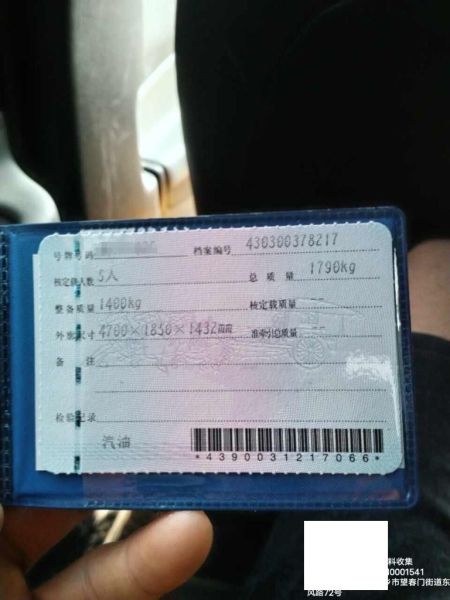 号牌号码 档案编号 430300378217
核定载人数 5人 总质量 1790kg
整备质量 1400kg 核定载质量 --
外廓尺寸 4700×1850×1432 准牵引总质量 --
备注
检验记录
汽油
*4390031217066*
料收集
0001541
乡市望春门街道东
风路72号